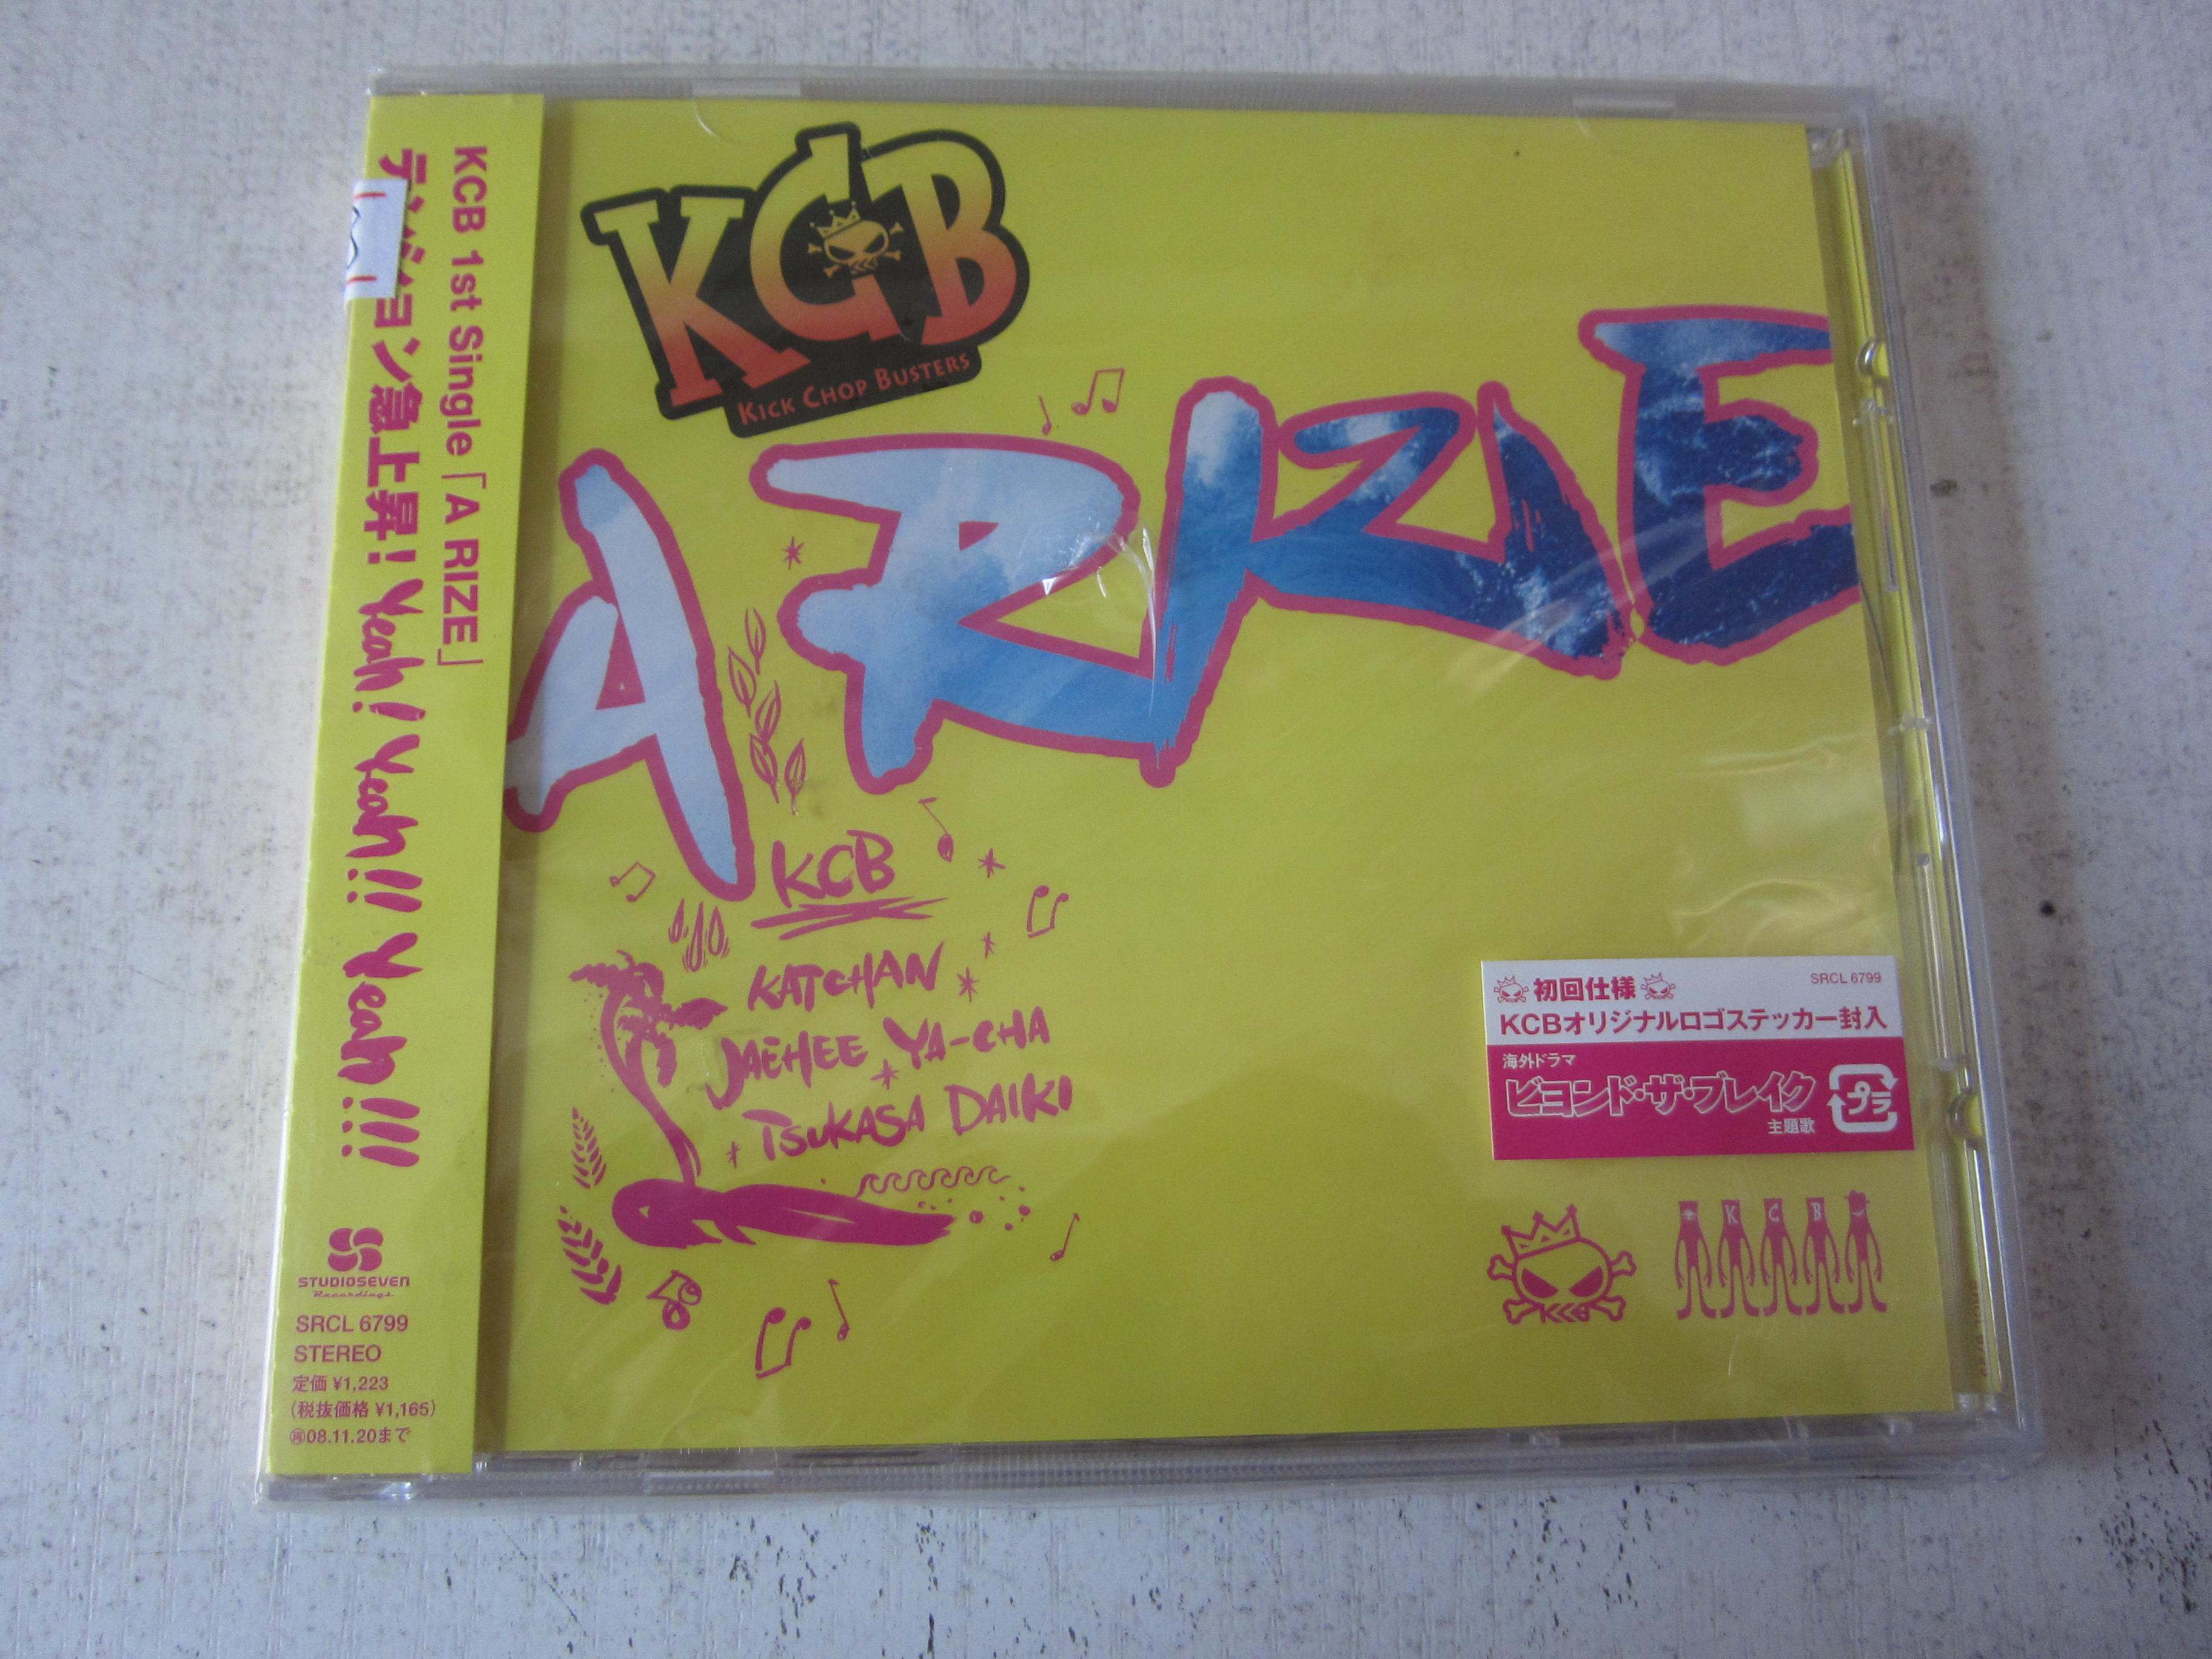 KCB 1st Single「A RIZE」
テンション急上昇! Yeah! Yeah!! Yeah!!!
STUDIOSEVEN
Recordings
SRCL 6799
STEREO
定価 ¥1,223
(税抜価格 ¥1,165)
㊢08.11.20まで
KCB
KICK CHOP BUSTERS
A RIZE
KCB
KATCHAN
JAEHEE YA-CHA
TSUKASA DAIKI
初回仕様
SRCL 6799
KCBオリジナルロゴステッカー封入
海外ドラマ
ビヨンド・ザ・ブレイク
主題歌
プラ
KCB
K C B